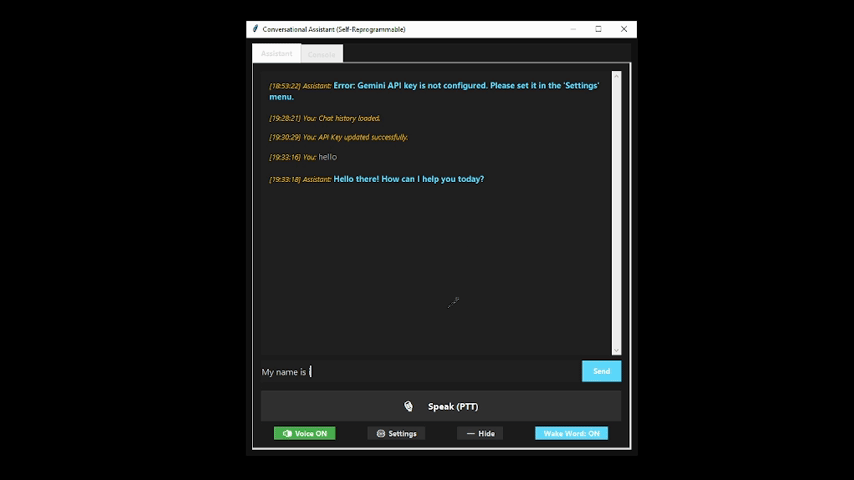 Conversational Assistant (Self-Reprogrammable)
Assistant
[18:53:22] Assistant: Error: Gemini API key is not configured. Please set it in the 'Settings'
menu.
[19:28:21] You: Chat history loaded.
[19:30:29] You: API Key updated successfully.
[19:33:16] You: hello
[19:33:18] Assistant: Hello there! How can I help you today?
My name is
Send
Speak (PTT)
Voice ON
Settings
Hide
Wake Word: ON